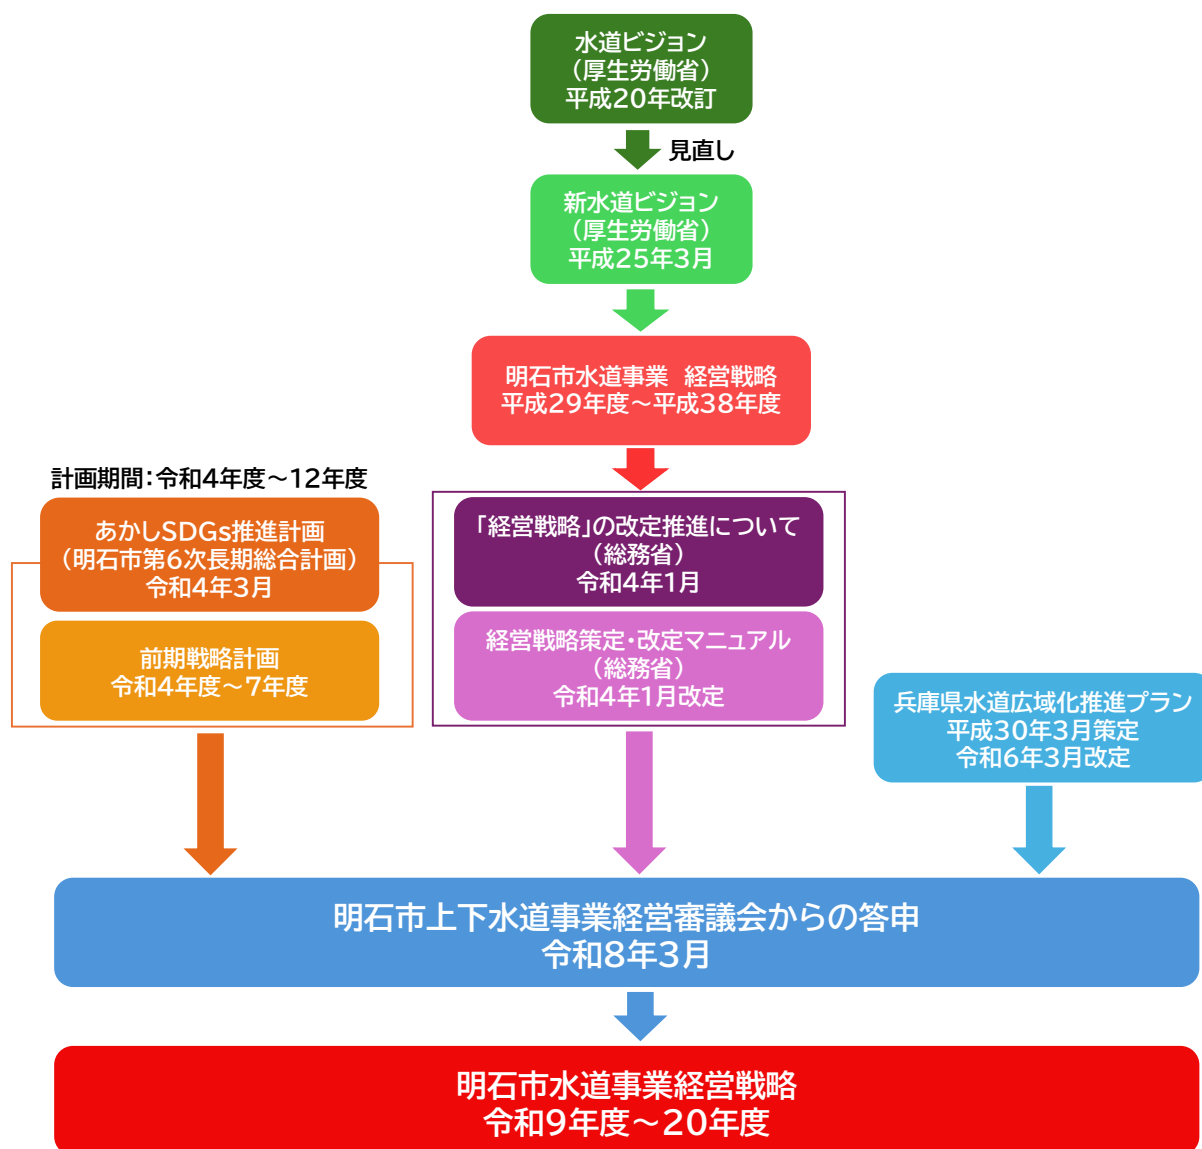 水道ビジョン
（厚生労働省）
平成20年改訂
見直し
新水道ビジョン
（厚生労働省）
平成25年3月
明石市水道事業　経営戦略
平成29年度～平成38年度
計画期間：令和4年度～12年度
あかしSDGs推進計画
（明石市第6次長期総合計画）
令和4年3月
前期戦略計画
令和4年度～7年度
「経営戦略」の改定推進について
（総務省）
令和4年1月
経営戦略策定・改定マニュアル
（総務省）
令和4年1月改定
兵庫県水道広域化推進プラン
平成30年3月策定
令和6年3月改定
明石市上下水道事業経営審議会からの答申
令和8年3月
明石市水道事業経営戦略
令和9年度～20年度